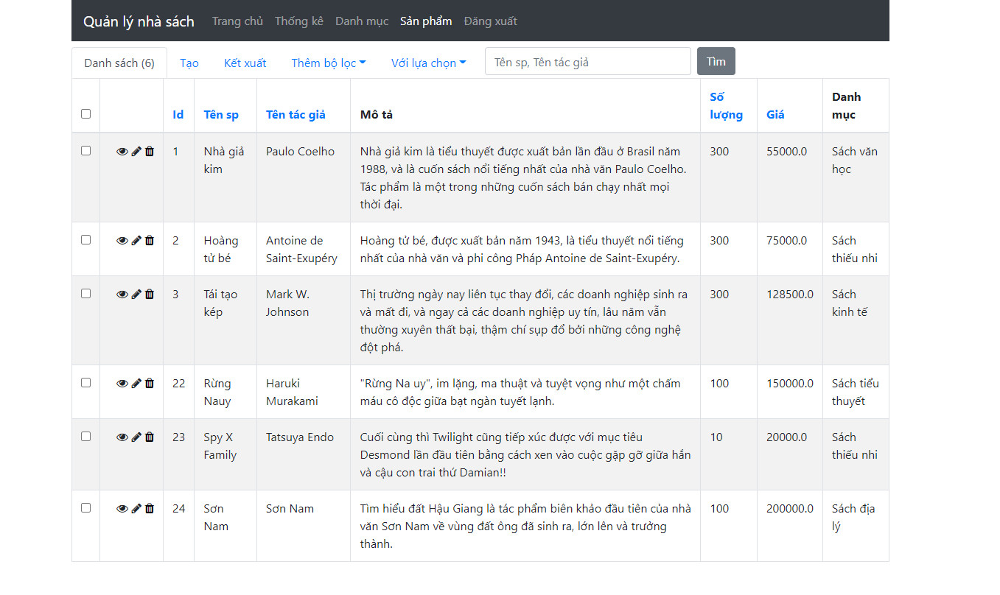 Quản lý nhà sách Trang chủ Thống kê Danh mục Sản phẩm Đăng xuất
Danh sách (6) Tạo Kết xuất Thêm bộ lọc Với lựa chọn Tên sp, Tên tác giả Tìm
Id Tên sp Tên tác giả Mô tả Số lượng Giá Danh mục
1 Nhà giả kim Paulo Coelho Nhà giả kim là tiểu thuyết được xuất bản lần đầu ở Brasil năm
1988, và là cuốn sách nổi tiếng nhất của nhà văn Paulo Coelho.
Tác phẩm là một trong những cuốn sách bán chạy nhất mọi
thời đại.
300 55000.0 Sách văn học
2 Hoàng tử bé Antoine de Saint-Exupéry Hoàng tử bé, được xuất bản năm 1943, là tiểu thuyết nổi tiếng
nhất của nhà văn và phi công Pháp Antoine de Saint-Exupéry.
300 75000.0 Sách thiếu nhi
3 Tái tạo kép Mark W. Johnson Thị trường ngày nay liên tục thay đổi, các doanh nghiệp sinh ra
và mất đi, và ngay cả các doanh nghiệp uy tín, lâu năm vẫn
thường xuyên thất bại, thậm chí sụp đổ bởi những công nghệ
đột phá.
300 128500.0 Sách kinh tế
22 Rừng Nauy Haruki Murakami "Rừng Na uy", im lặng, ma thuật và tuyệt vọng như một chấm
máu cô độc giữa bạt ngàn tuyết lạnh.
100 150000.0 Sách tiểu thuyết
23 Spy X Family Tatsuya Endo Cuối cùng thì Twilight cũng tiếp xúc được với mục tiêu
Desmond lần đầu tiên bằng cách xen vào cuộc gặp gỡ giữa hắn
và cậu con trai thứ Damian!!
10 20000.0 Sách thiếu nhi
24 Sơn Nam Sơn Nam Tìm hiểu đất Hậu Giang là tác phẩm biên khảo đầu tiên của nhà
văn Sơn Nam về vùng đất ông đã sinh ra, lớn lên và trưởng
thành.
100 200000.0 Sách địa lý